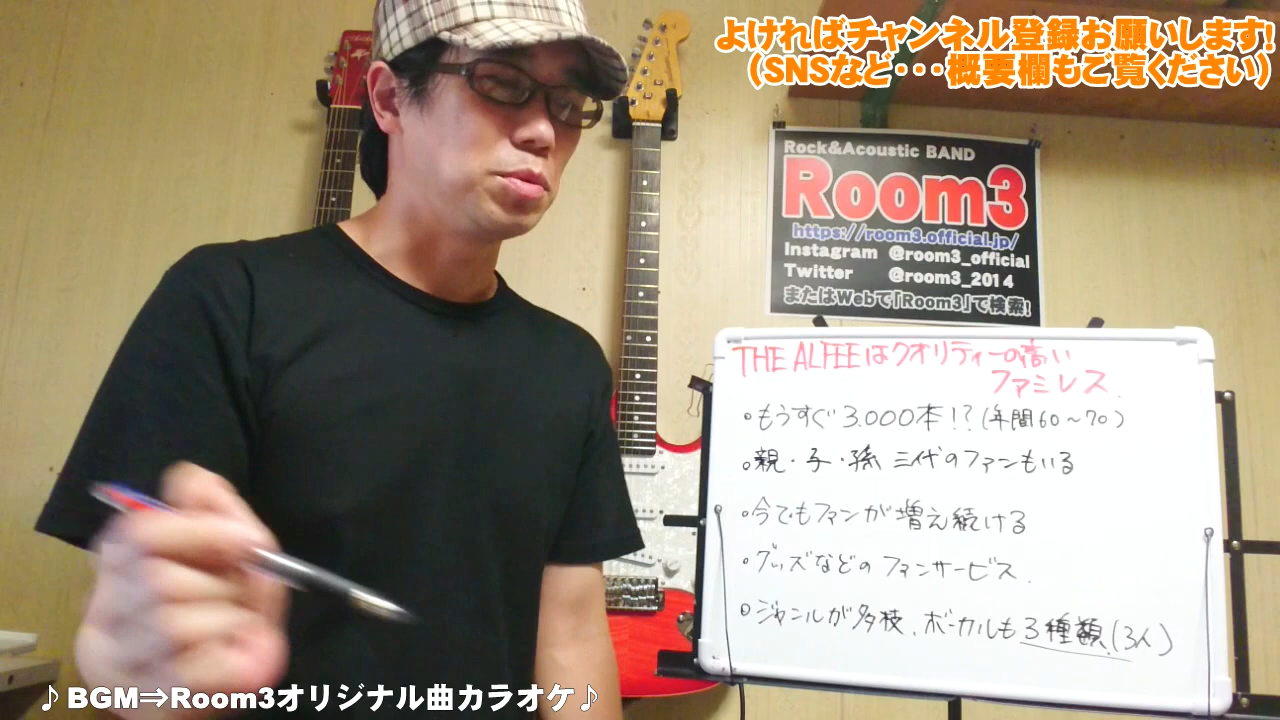 よければチャンネル登録お願いします!
(SNSなど・・・概要欄もご覧ください)
Rock&Acoustic BAND
Room3
https://room3.official.jp/
Instagram @room3_official
Twitter @room3_2014
またはWebで「Room3」で検索!
THE ALFEEはクオリティーの高い
ファミレス.
・もうすぐ3.000本!?(年間60〜70)
・親・子・孫 三代のファンもいる
・今でもファンが増え続ける
・グッズなどのファンサービス.
・ジャンルが多枝.ボーカルも3種類.(3人)
♪BGM⇒Room3オリジナル曲カラオケ♪